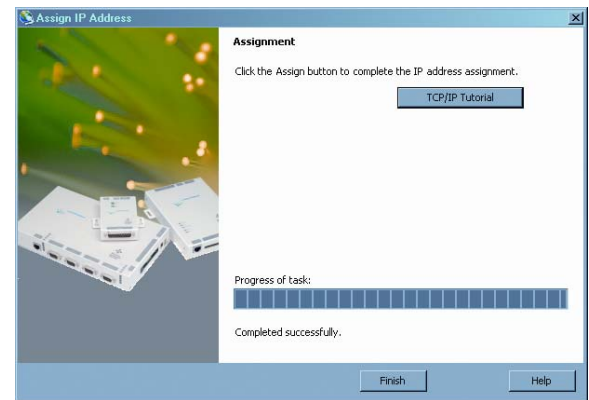 Assign IP Address
Assignment
Click the Assign button to complete the IP address assignment.
TCP/IP Tutorial
Progress of task:
Completed successfully.
Finish
Help